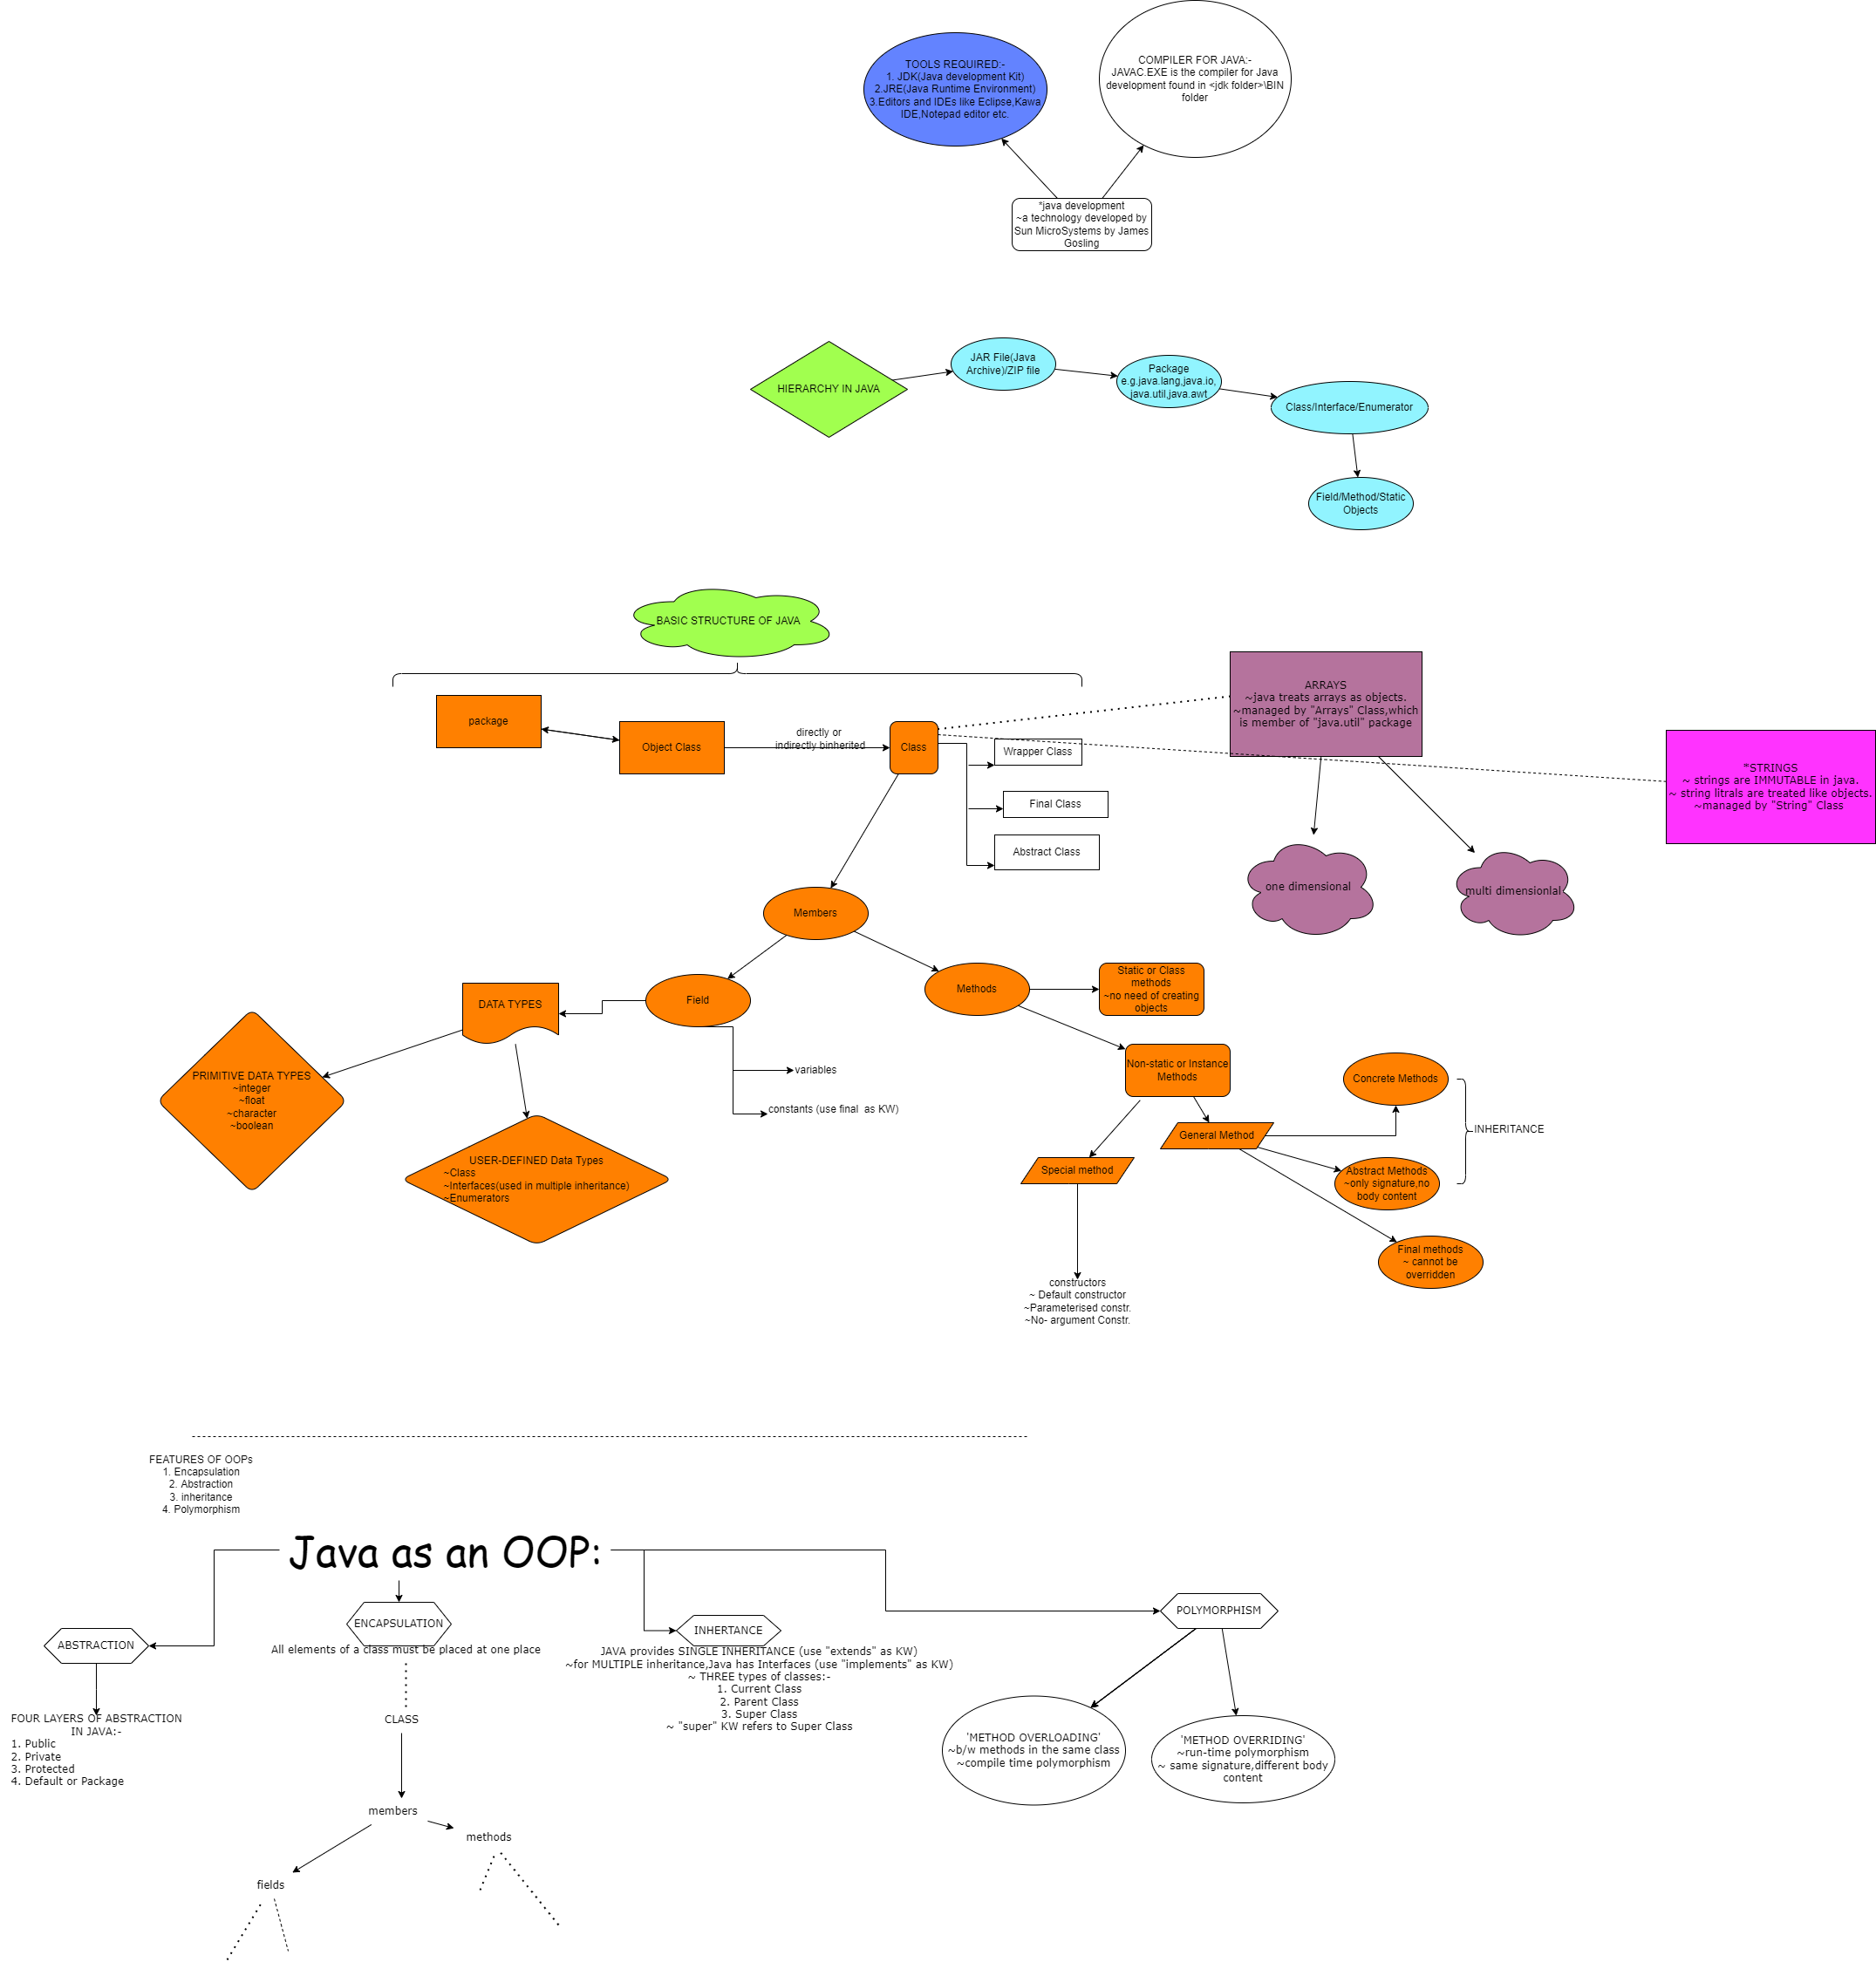 TOOLS REQUIRED:-
1. JDK(Java development Kit)
2.JRE(Java Runtime Environment)
3.Editors and IDEs like Eclipse,Kawa
IDE,Notepad editor etc.
COMPILER FOR JAVA:-
JAVAC.EXE is the compiler for Java
development found in <jdk folder>\BIN
folder
*java development
~a technology developed by
Sun MicroSystems by James
Gosling
HIERARCHY IN JAVA
JAR File(Java
Archive)/ZIP file
Package
e.g.java.lang,java.io,
java.util,java.awt
Class/Interface/Enumerator
Field/Method/Static
Objects
BASIC STRUCTURE OF JAVA
package
Object Class
directly or
indirectly binherited
Class
Wrapper Class
Final Class
Abstract Class
ARRAYS
~java treats arrays as objects.
~managed by "Arrays" Class,which
is member of "java.util" package
*STRINGS
~ strings are IMMUTABLE in java.
~ string litrals are treated like objects.
~managed by "String" Class
one dimensional
multi dimensionlal
Members
Field
Methods
Static or Class
methods
~no need of creating
objects
DATA TYPES
PRIMITIVE DATA TYPES
~integer
~float
~character
~boolean
USER-DEFINED Data Types
~Class
~Interfaces(used in multiple inheritance)
~Enumerators
variables
constants (use final  as KW)
Non-static or Instance
Methods
Special method
General Method
Concrete Methods
INHERITANCE
Abstract Methods
~only signature,no
body content
Final methods
~ cannot be
overridden
constructors
~ Default constructor
~Parameterised constr.
~No- argument Constr.
FEATURES OF OOPs
1. Encapsulation
2. Abstraction
3. inheritance
4. Polymorphism
Java as an OOP:
ABSTRACTION
FOUR LAYERS OF ABSTRACTION
IN JAVA:-
1. Public
2. Private
3. Protected
4. Default or Package
ENCAPSULATION
All elements of a class must be placed at one place
CLASS
members
methods
fields
INHERTANCE
JAVA provides SINGLE INHERITANCE (use "extends" as KW)
~for MULTIPLE inheritance,Java has Interfaces (use "implements" as KW)
~ THREE types of classes:-
1. Current Class
2. Parent Class
3. Super Class
~ "super" KW refers to Super Class
POLYMORPHISM
'METHOD OVERLOADING'
~b/w methods in the same class
~compile time polymorphism
'METHOD OVERRIDING'
~run-time polymorphism
~ same signature,different body
content